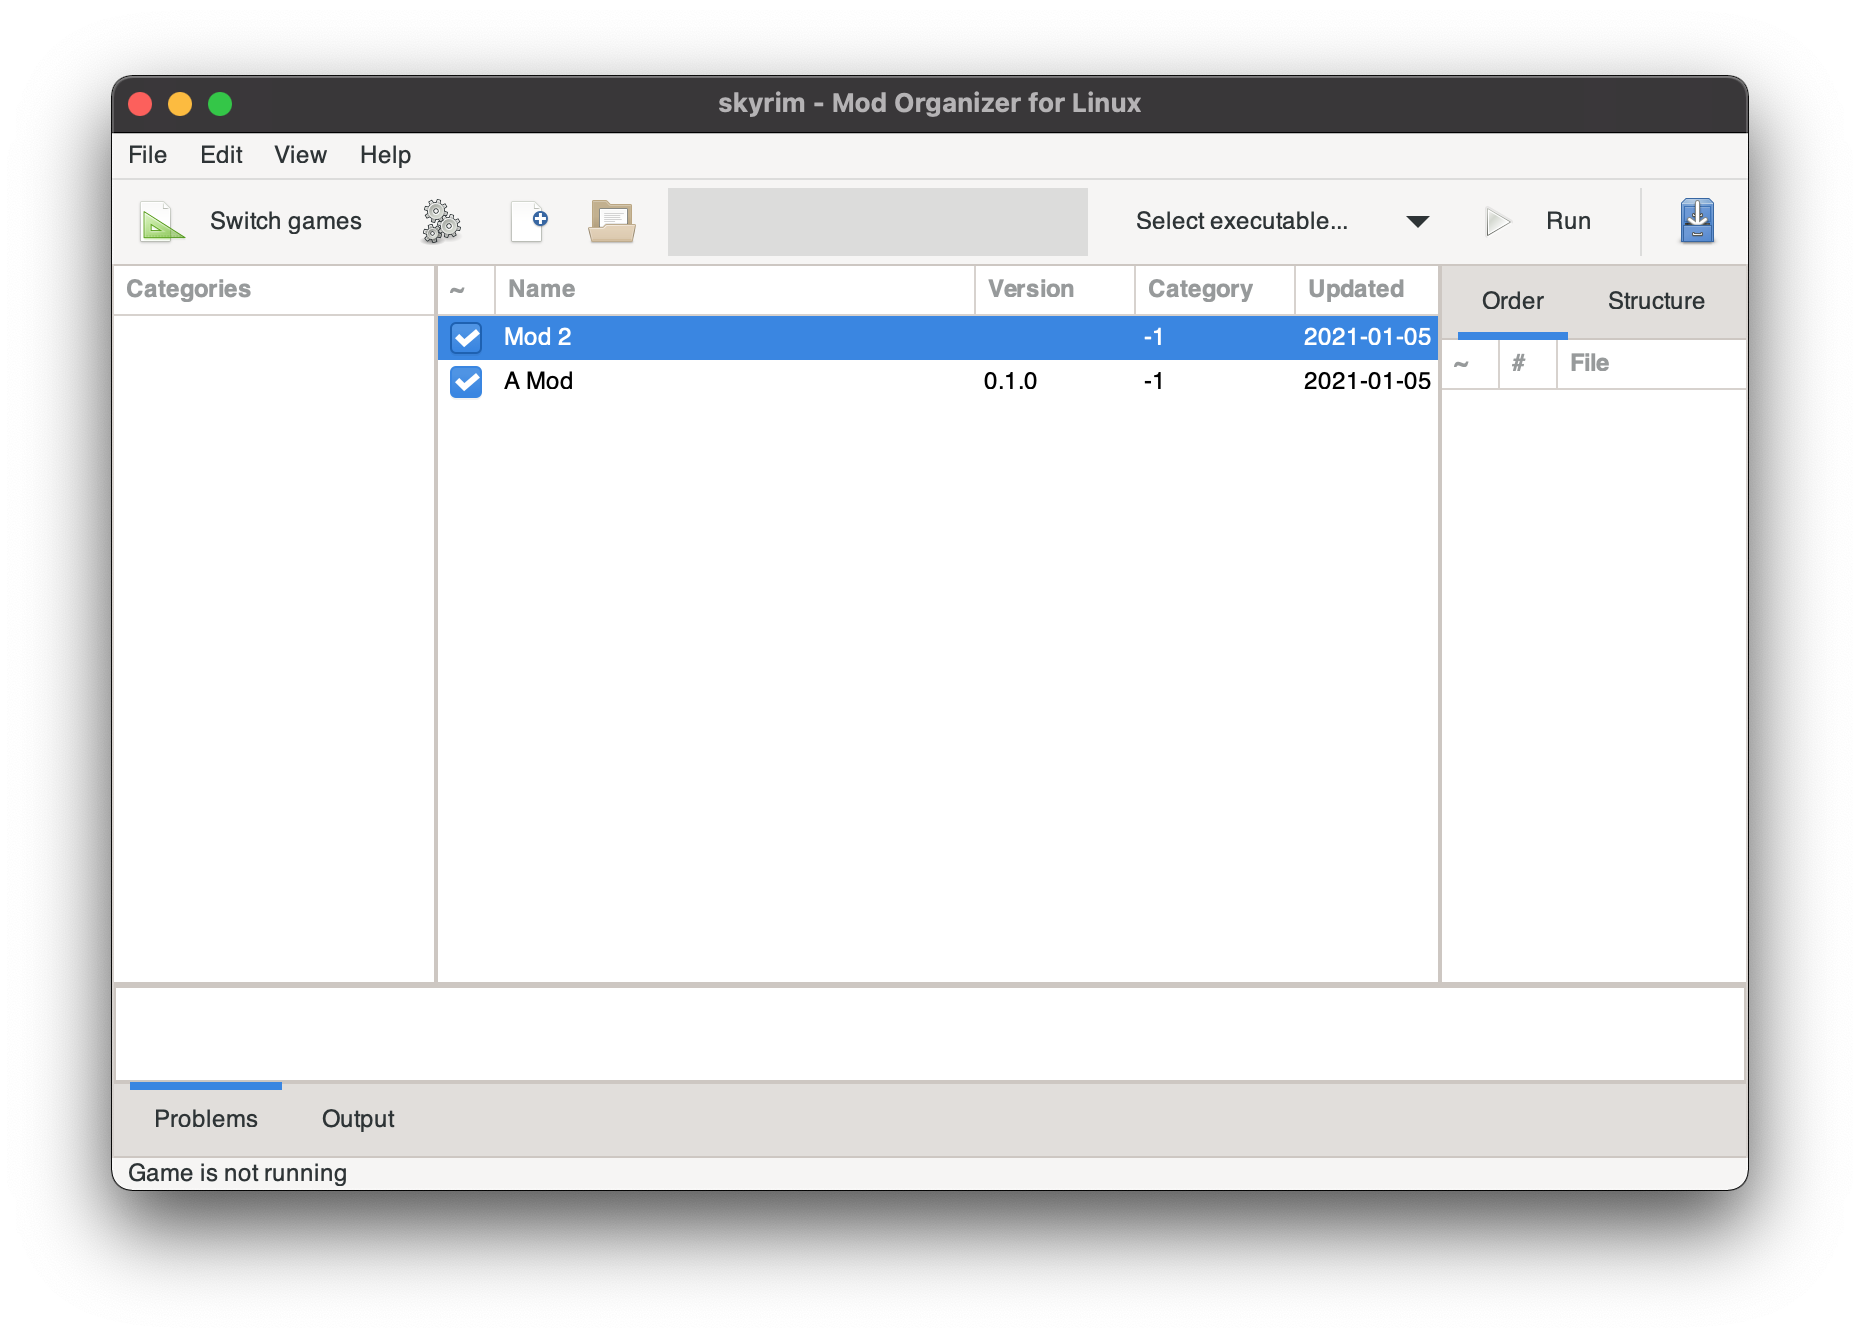 skyrim - Mod Organizer for Linux
File Edit View Help
Switch games Select executable... Run
Categories ~ Name Version Category Updated Order Structure
Mod 2 -1 2021-01-05
~ # File
A Mod 0.1.0 -1 2021-01-05
Problems Output
Game is not running